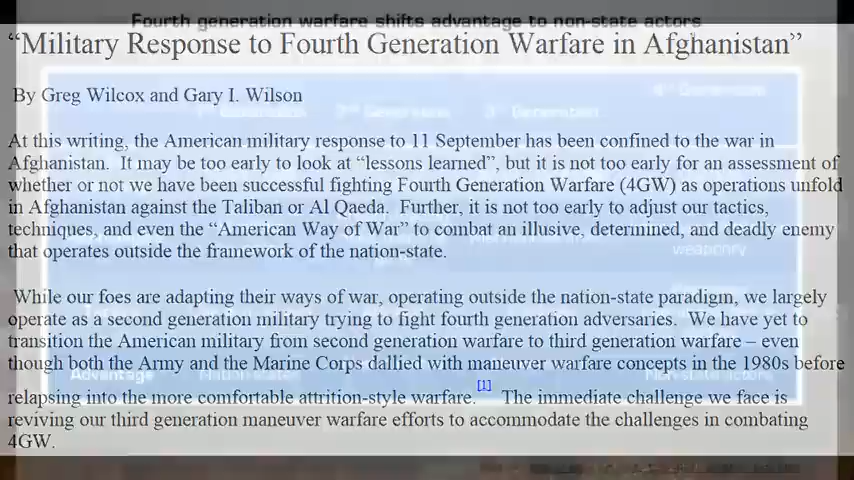 Fourth generation warfare shifts advantage to non-state actors
“Military Response to Fourth Generation Warfare in Afghanistan”
By Greg Wilcox and Gary I. Wilson
At this writing, the American military response to 11 September has been confined to the war in
Afghanistan. It may be too early to look at “lessons learned”, but it is not too early for an assessment of
whether or not we have been successful fighting Fourth Generation Warfare (4GW) as operations unfold
in Afghanistan against the Taliban or Al Qaeda. Further, it is not too early to adjust our tactics,
techniques, and even the “American Way of War” to combat an illusive, determined, and deadly enemy
that operates outside the framework of the nation-state.
weaponry
While our foes are adapting their ways of war, operating outside the nation-state paradigm, we largely
operate as a second generation military trying to fight fourth generation adversaries. We have yet to
transition the American military from second generation warfare to third generation warfare – even
though both the Army and the Marine Corps dallied with maneuver warfare concepts in the 1980s before
Advantage Nation-states Non-state actors
relapsing into the more comfortable attrition-style warfare.[1] The immediate challenge we face is
reviving our third generation maneuver warfare efforts to accommodate the challenges in combating
4GW.